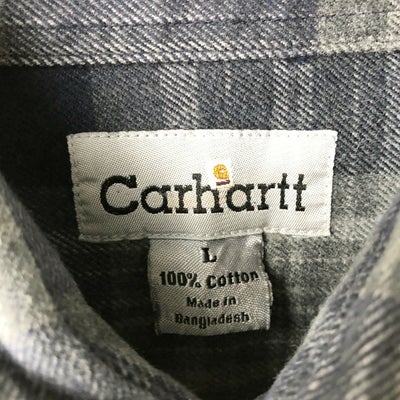 Carhartt
L
100% Cotton
Made in
Bangladesh